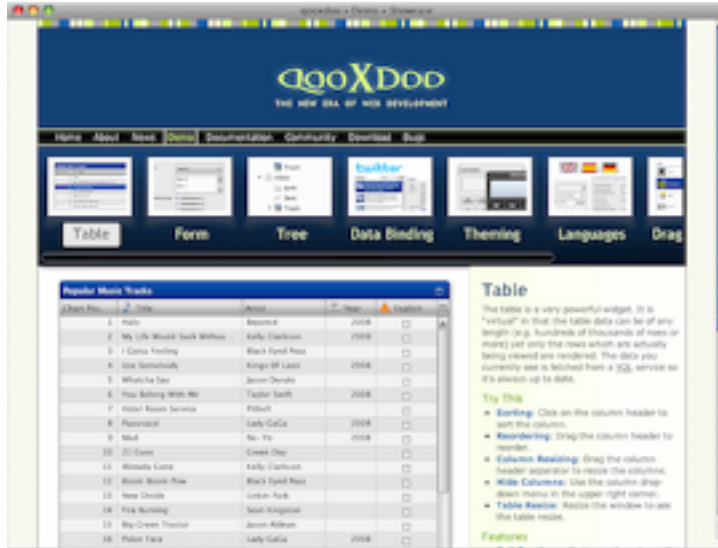 qooxdoo • Demo • Showcase
qooXDOO
THE NEW ERA OF WEB DEVELOPMENT
Home About News Demo Documentation Community Download Bugs
twitter
Table Form Tree Data Binding Theming Languages Drag
Popular Music Tracks
Chart Pos. Title Artist Year Explicit
1 Halo Beyoncé 2008
2 My Life Would Suck Withou... Kelly Clarkson 2009
3 I Gotta Feeling Black Eyed Peas
4 Use Somebody Kings Of Leon 2008
5 Whatcha Say Jason Derulo
6 You Belong With Me Taylor Swift 2008
7 Hotel Room Service Pitbull
8 Paparazzi Lady GaGa 2008
9 Mad Ne-Yo 2008
10 21 Guns Green Day
11 Already Gone Kelly Clarkson
12 Boom Boom Pow Black Eyed Peas
13 New Divide Linkin Park
14 Fire Burning Sean Kingston
15 Big Green Tractor Jason Aldean
16 Poker Face Lady GaGa 2008
Table
The table is a very powerful widget. It is
"virtual" in that the table data can be of any
length (e.g. hundreds of thousands of rows or
more) yet only the rows which are actually
being viewed are rendered. The data you
currently see is fetched from a YQL service so
it's always up to date.
Try This
• Sorting: Click on the column header to
sort the column.
• Reordering: Drag the column header to
reorder.
• Column Resizing: Drag the column
header separator to resize the columns.
• Hide Columns: Use the column drop-
down menu in the upper right corner.
• Table Resize: Resize the window to see
the table resize.
Features